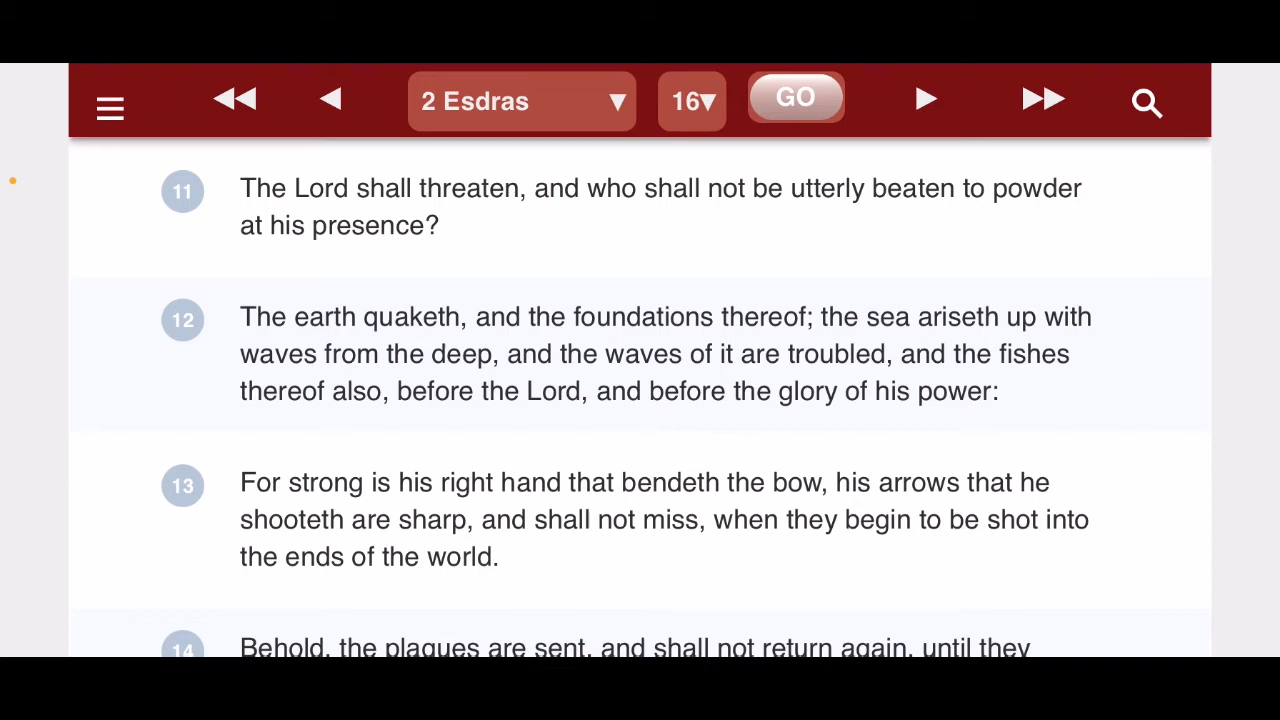 2 Esdras ▼ 16▼ GO
11 The Lord shall threaten, and who shall not be utterly beaten to powder
at his presence?
12 The earth quaketh, and the foundations thereof; the sea ariseth up with
waves from the deep, and the waves of it are troubled, and the fishes
thereof also, before the Lord, and before the glory of his power:
13 For strong is his right hand that bendeth the bow, his arrows that he
shooteth are sharp, and shall not miss, when they begin to be shot into
the ends of the world.
14 Behold, the plagues are sent, and shall not return again, until they